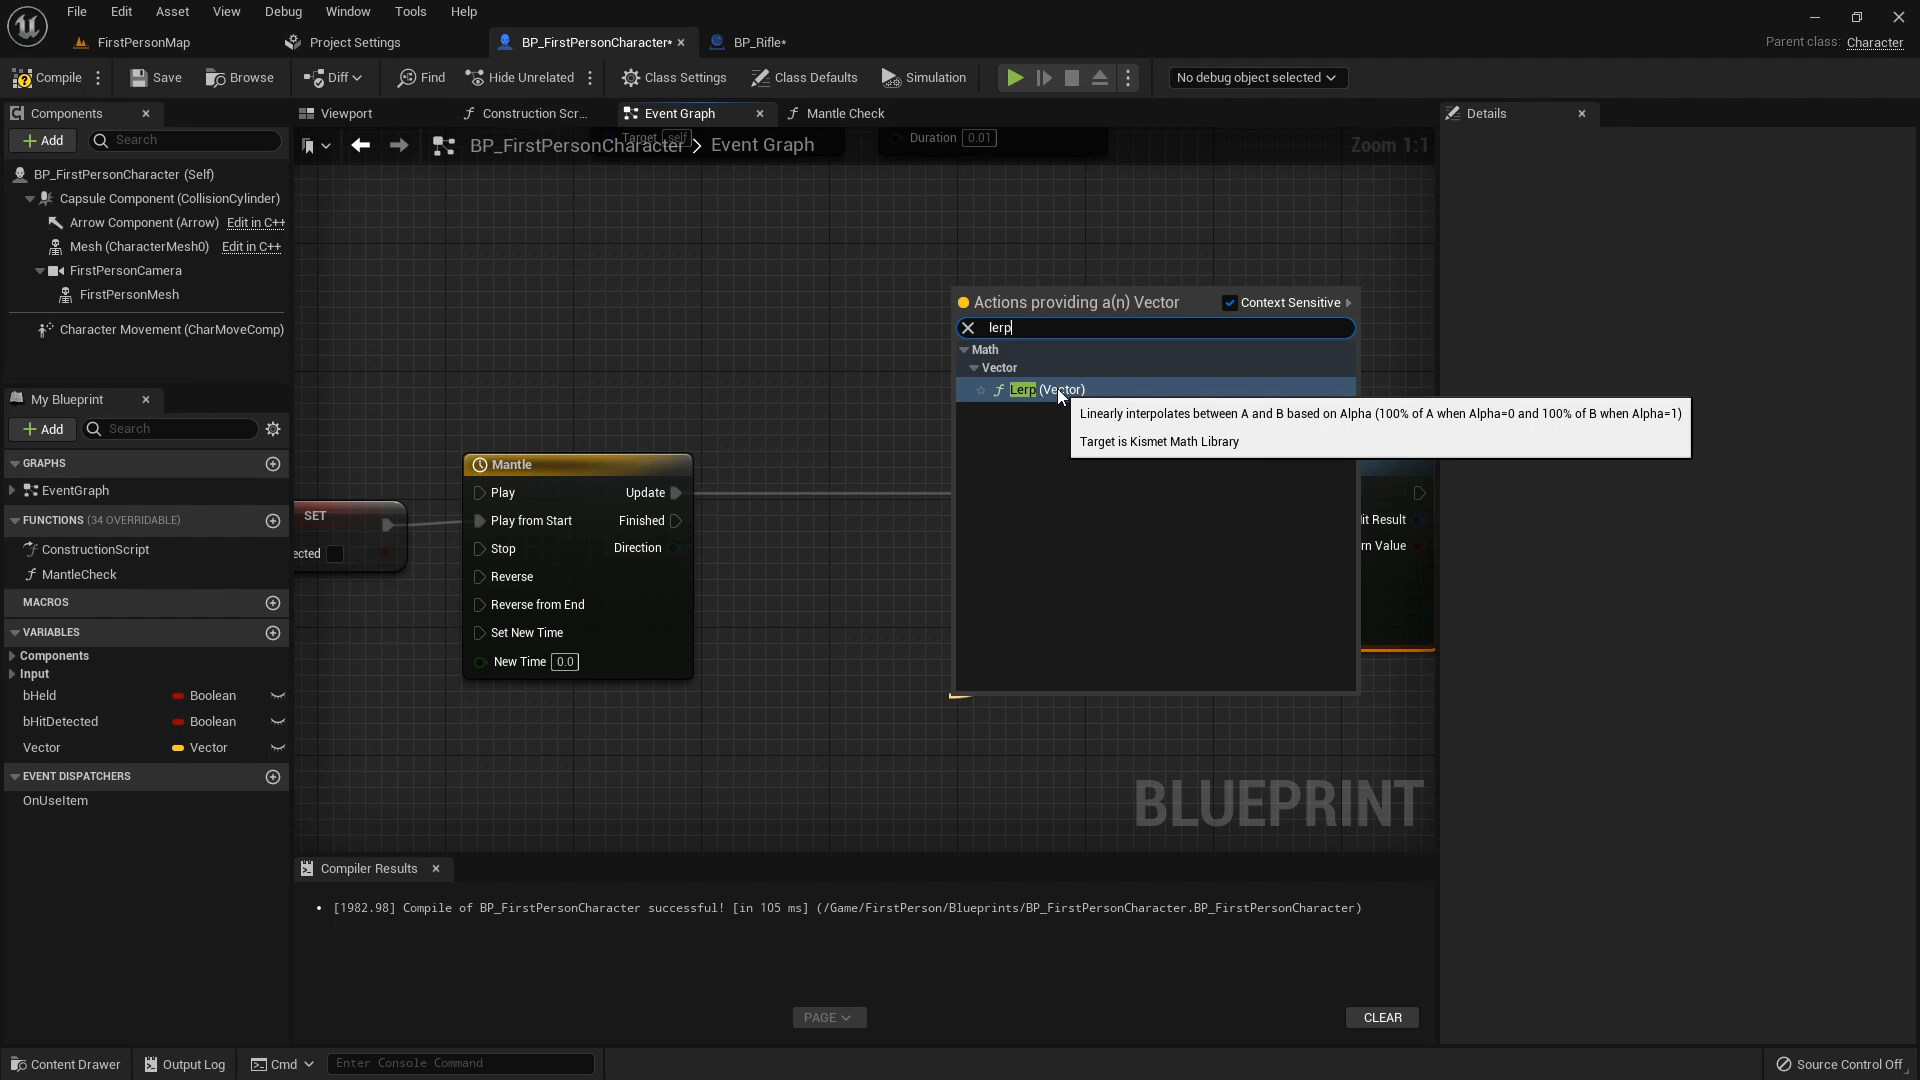 File Edit Asset View Debug Window Tools Help
FirstPersonMap Project Settings BP_FirstPersonCharacter* BP_Rifle* Parent class: Character
Compile Save Browse Diff Find Hide Unrelated Class Settings Class Defaults Simulation No debug object selected
Components
Add Search
BP_FirstPersonCharacter (Self)
Capsule Component (CollisionCylinder)
Arrow Component (Arrow) Edit in C++
Mesh (CharacterMesh0) Edit in C++
FirstPersonCamera
FirstPersonMesh
Character Movement (CharMoveComp)
My Blueprint
Add Search
GRAPHS
EventGraph
FUNCTIONS (34 OVERRIDABLE)
ConstructionScript
MantleCheck
MACROS
VARIABLES
Components
Input
bHeld Boolean
bHitDetected Boolean
Vector Vector
EVENT DISPATCHERS
OnUseItem
Viewport Construction Scr... Event Graph Mantle Check
Target self Duration 0.01
BP_FirstPersonCharacter > Event Graph Zoom 1:1
SET
ected
Mantle
Play Update
Play from Start Finished
Stop Direction
Reverse
Reverse from End
Set New Time
New Time 0.0
Actions providing a(n) Vector Context Sensitive
lerp
Math
Vector
Lerp (Vector)
Linearly interpolates between A and B based on Alpha (100% of A when Alpha=0 and 100% of B when Alpha=1)
Target is Kismet Math Library
it Result
rn Value
BLUEPRINT
Compiler Results
[1982.98] Compile of BP_FirstPersonCharacter successful! [in 105 ms] (/Game/FirstPerson/Blueprints/BP_FirstPersonCharacter.BP_FirstPersonCharacter)
PAGE CLEAR
Details
Content Drawer Output Log Cmd Enter Console Command Source Control Off